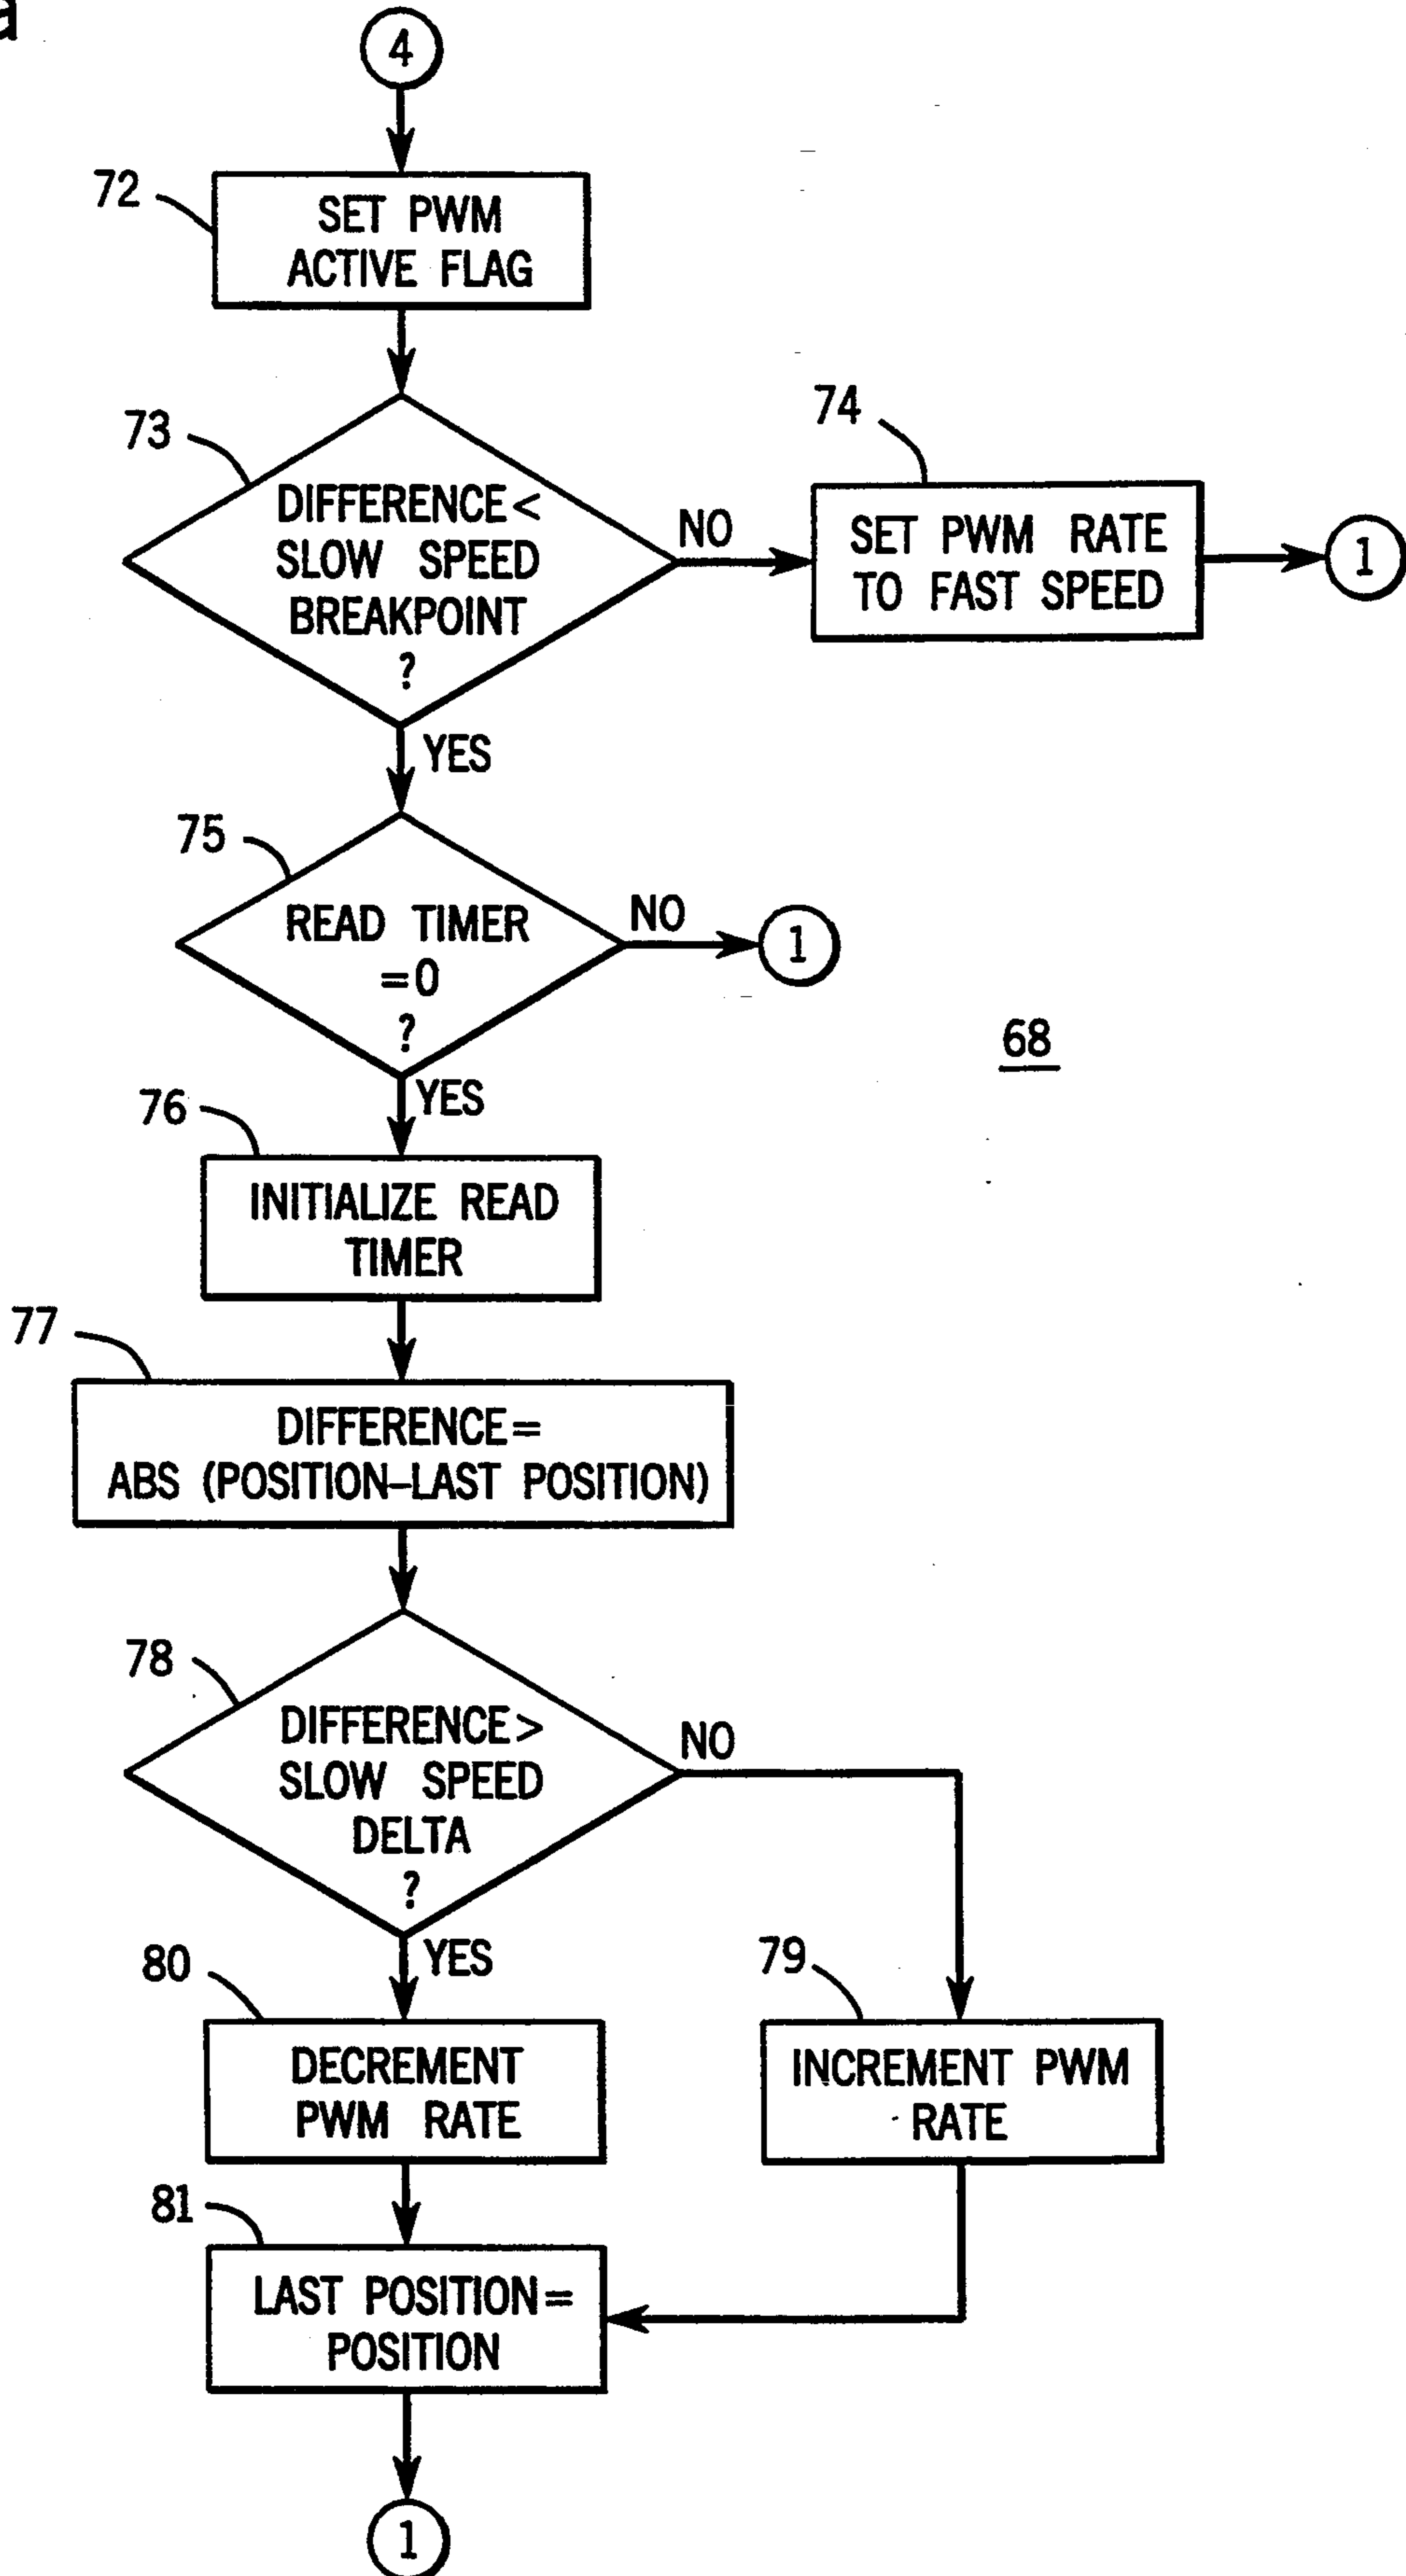 a
4
72
SET PWM
ACTIVE FLAG
73
DIFFERENCE <
SLOW SPEED
BREAKPOINT
?
NO
74
SET PWM RATE
TO FAST SPEED
1
YES
75
READ TIMER
=0
?
NO
1
68
YES
76
INITIALIZE READ
TIMER
77
DIFFERENCE=
ABS (POSITION–LAST POSITION)
78
DIFFERENCE>
SLOW SPEED
DELTA
?
NO
YES
80
DECREMENT
PWM RATE
79
INCREMENT PWM
RATE
81
LAST POSITION=
POSITION
1